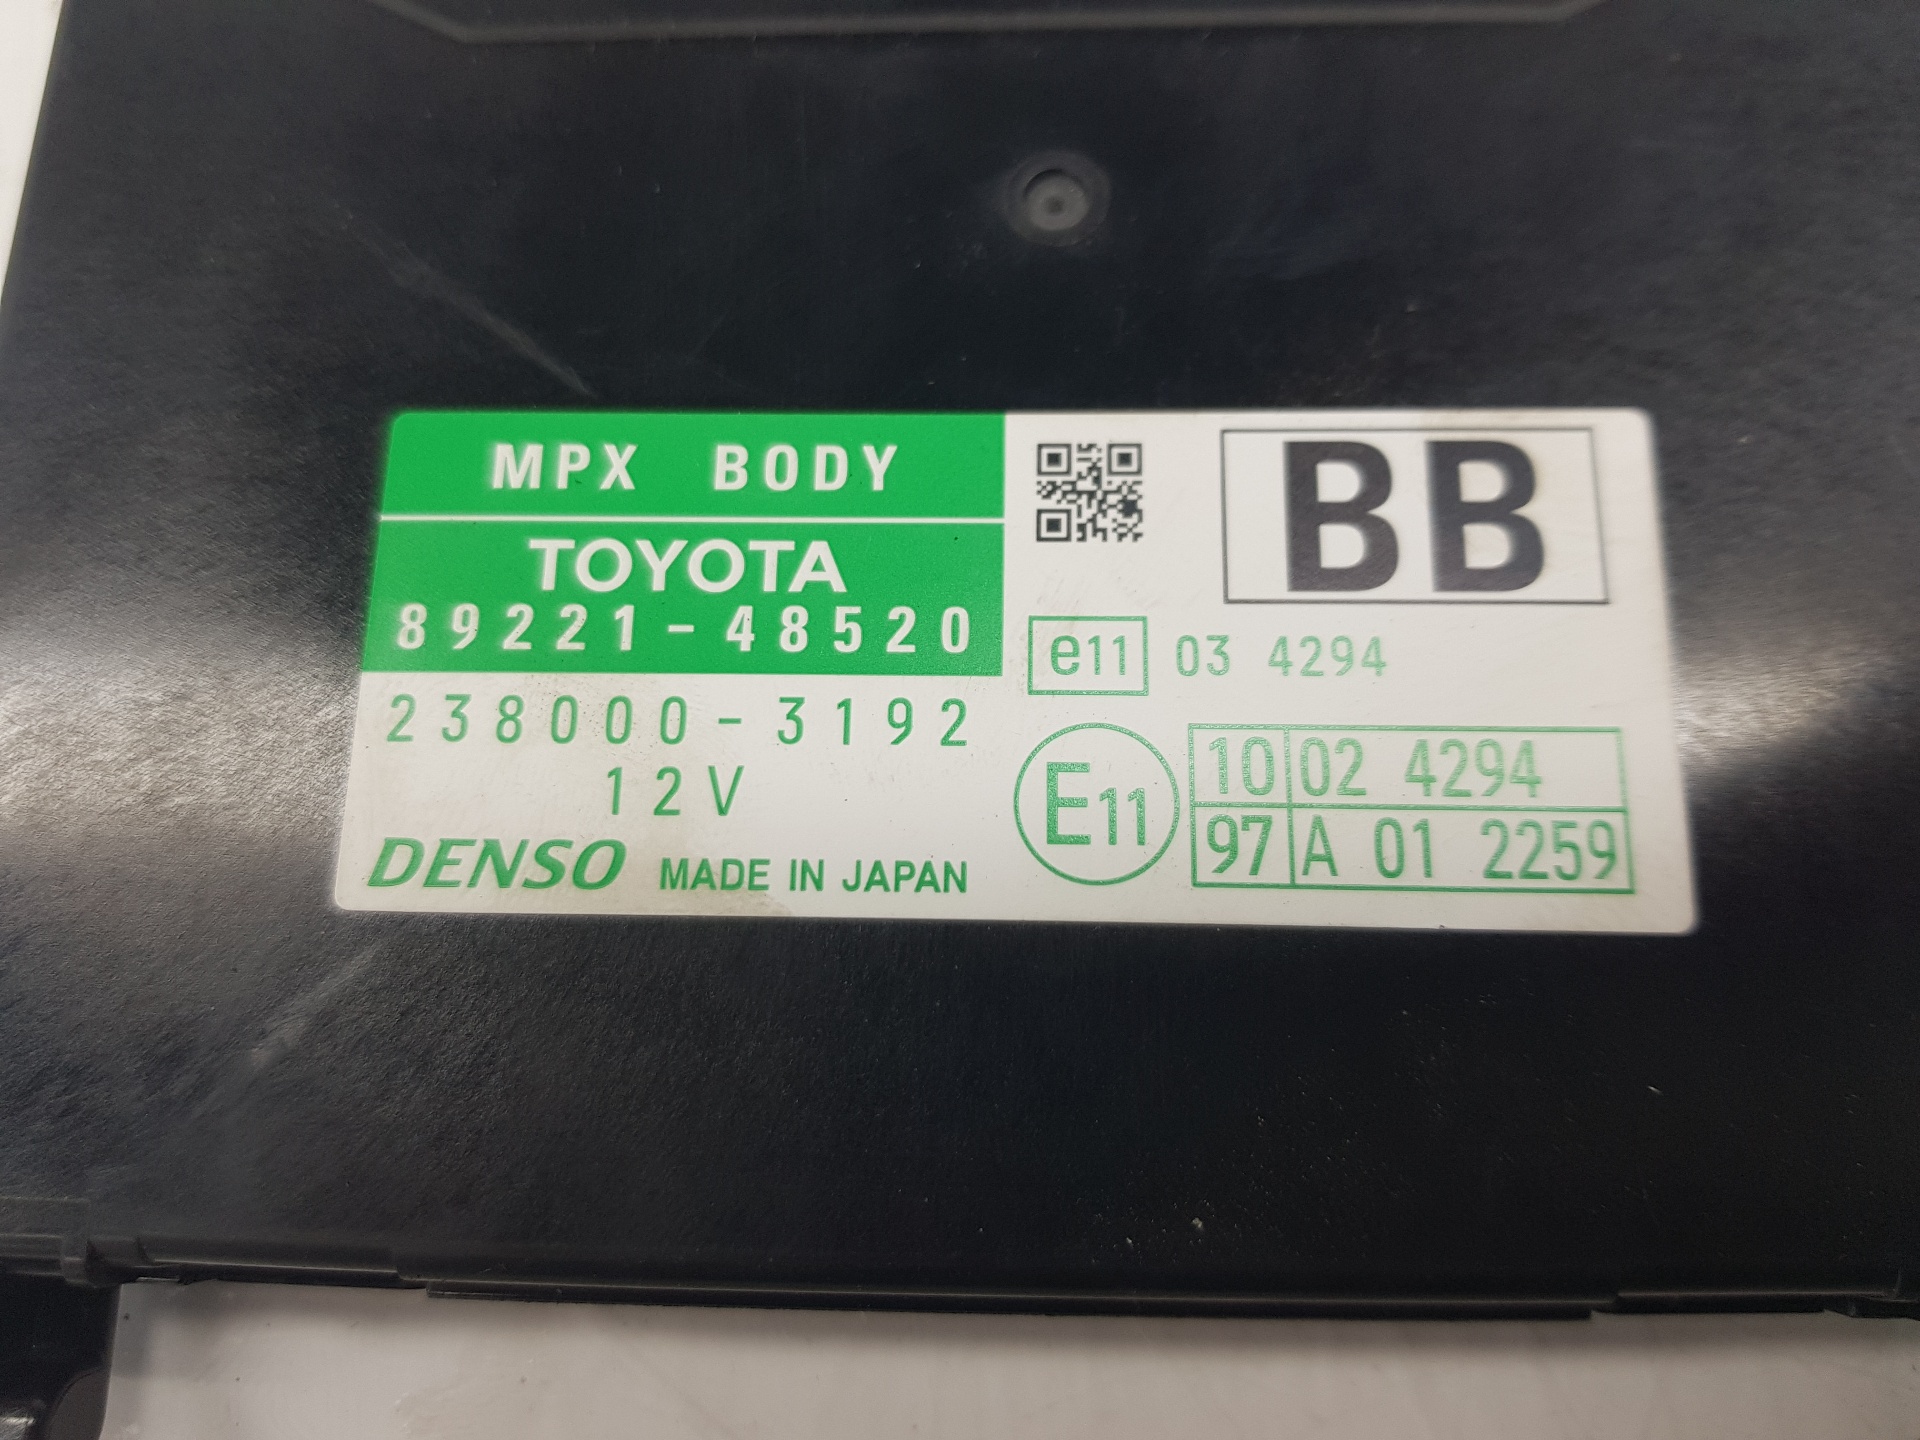 MPX BODY
TOYOTA
89221-48520
238000-3192
12V
DENSO MADE IN JAPAN
BB
e11 03 4294
E11
10 02 4294
97 A 01 2259